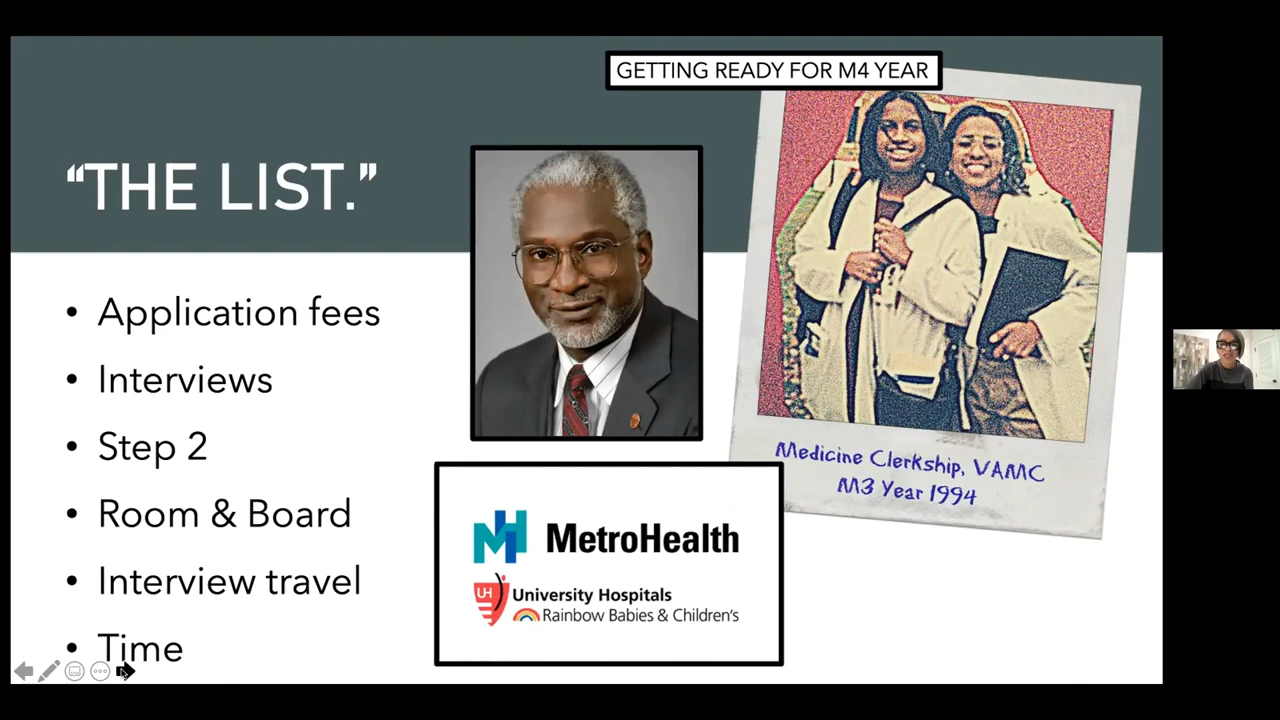 GETTING READY FOR M4 YEAR
“THE LIST.”
• Application fees
• Interviews
• Step 2
• Room & Board
• Interview travel
• Time
Medicine Clerkship, VAMC
M3 Year 1994
MetroHealth
UH
University Hospitals
Rainbow Babies & Children's